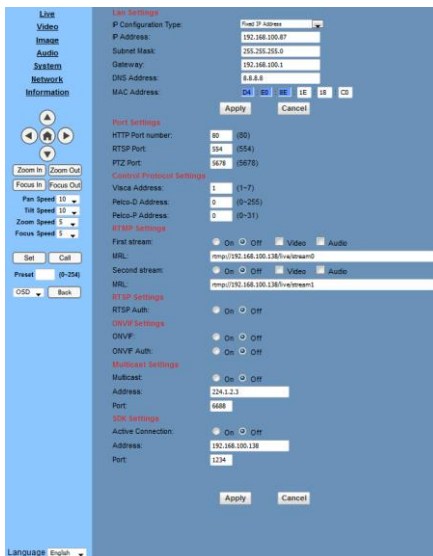 Live
Video
Image
Audio
System
Network
Information
Zoom In Zoom Out
Focus In Focus Out
Pan Speed 10
Tilt Speed 10
Zoom Speed 5
Focus Speed 5
Set Call
Preset (0~254)
OSD Back
Language English
Lan Settings
IP Configuration Type: Fixed IP Address
IP Address: 192.168.100.87
Subnet Mask: 255.255.255.0
Gateway: 192.168.100.1
DNS Address: 8.8.8.8
MAC Address: D4 E0 8E 1E 18 C0
Apply Cancel
Port Settings
HTTP Port number: 80 (80)
RTSP Port: 554 (554)
PTZ Port: 5678 (5678)
Control Protocol Settings
Visca Address: 1 (1~7)
Pelco-D Address: 0 (0~255)
Pelco-P Address: 0 (0~31)
RTMP Settings
First stream: On Off Video Audio
MRL: rtmp://192.168.100.138/live/stream0
Second stream: On Off Video Audio
MRL: rtmp://192.168.100.138/live/stream1
RTSP Settings
RTSP Auth: On Off
ONVIF Settings
ONVIF: On Off
ONVIF Auth: On Off
Multicast Settings
Multicast: On Off
Address: 224.1.2.3
Port: 6688
SDK Settings
Active Connection: On Off
Address: 192.168.100.138
Port: 1234
Apply Cancel